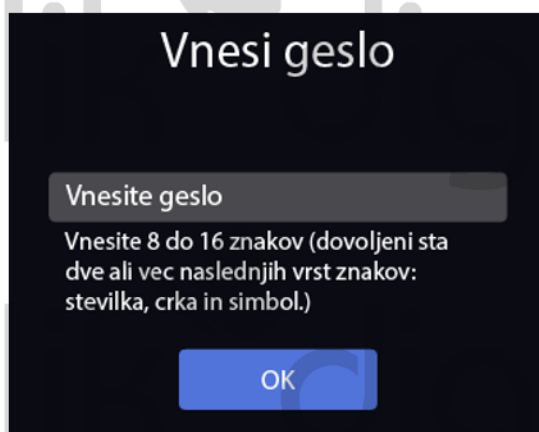 Vnesi geslo
Vnesite geslo
Vnesite 8 do 16 znakov (dovoljeni sta
dve ali vec naslednjih vrst znakov:
stevilka, crka in simbol.)
OK